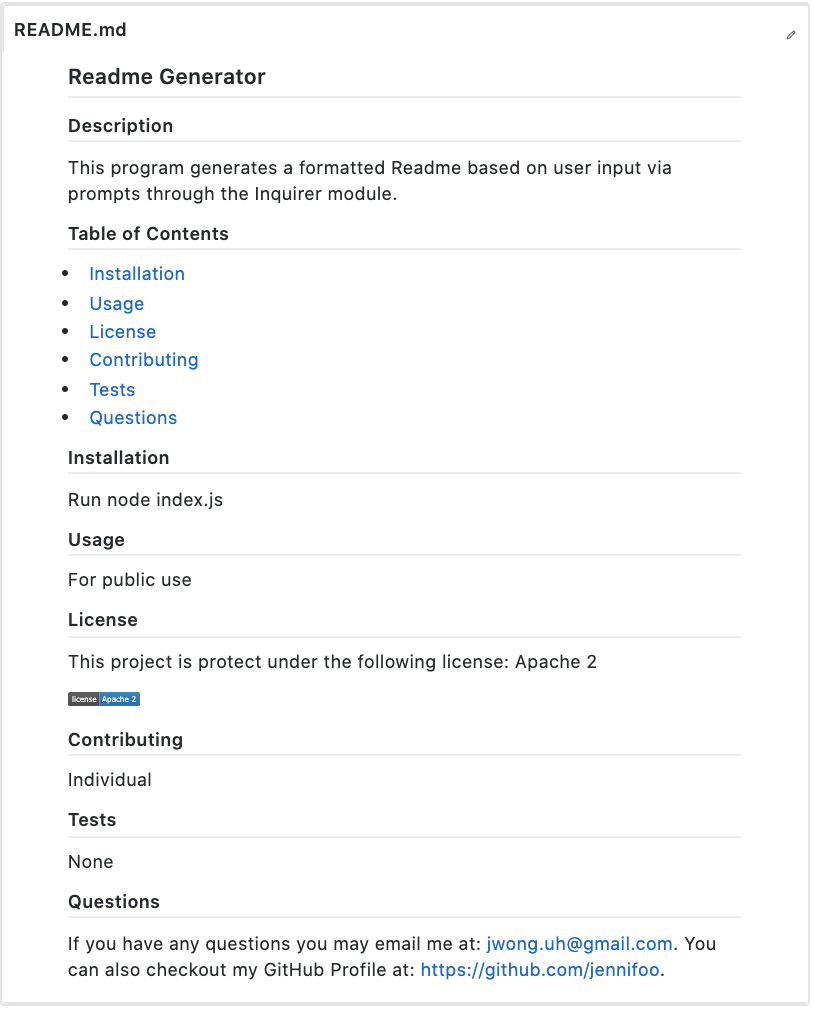 README.md
Readme Generator
Description
This program generates a formatted Readme based on user input via
prompts through the Inquirer module.
Table of Contents
Installation
Usage
License
Contributing
Tests
Questions
Installation
Run node index.js
Usage
For public use
License
This project is protect under the following license: Apache 2
license Apache 2
Contributing
Individual
Tests
None
Questions
If you have any questions you may email me at: jwong.uh@gmail.com. You
can also checkout my GitHub Profile at: https://github.com/jennifoo.